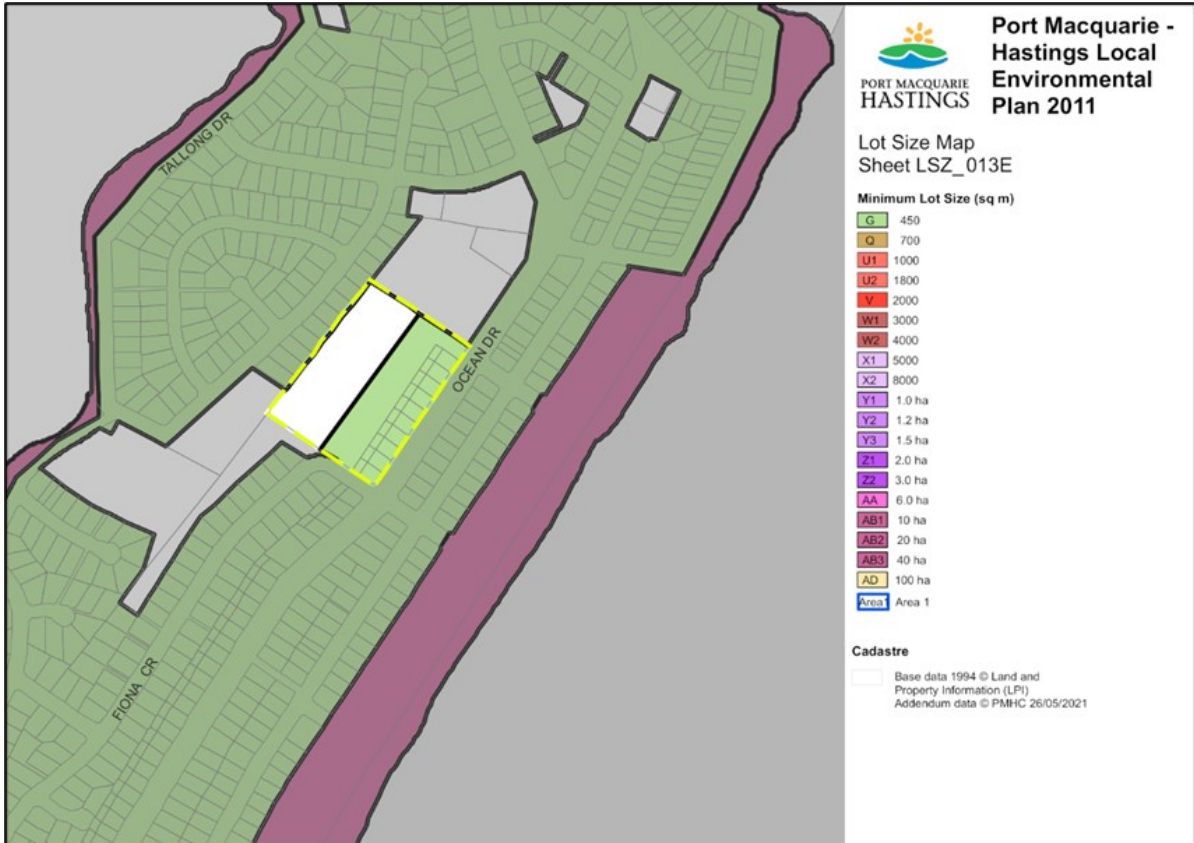 TALLONG DR
OCEAN DR
FIONA CR
PORT MACQUARIE
HASTINGS
Port Macquarie -
Hastings Local
Environmental
Plan 2011
Lot Size Map
Sheet LSZ_013E
Minimum Lot Size (sq m)
G 450
Q 700
U1 1000
U2 1800
V 2000
W1 3000
W2 4000
X1 5000
X2 8000
Y1 1.0 ha
Y2 1.2 ha
Y3 1.5 ha
Z1 2.0 ha
Z2 3.0 ha
AA 6.0 ha
AB1 10 ha
AB2 20 ha
AB3 40 ha
AD 100 ha
Area1 Area 1
Cadastre
Base data 1994 © Land and
Property Information (LPI)
Addendum data © PMHC 26/05/2021